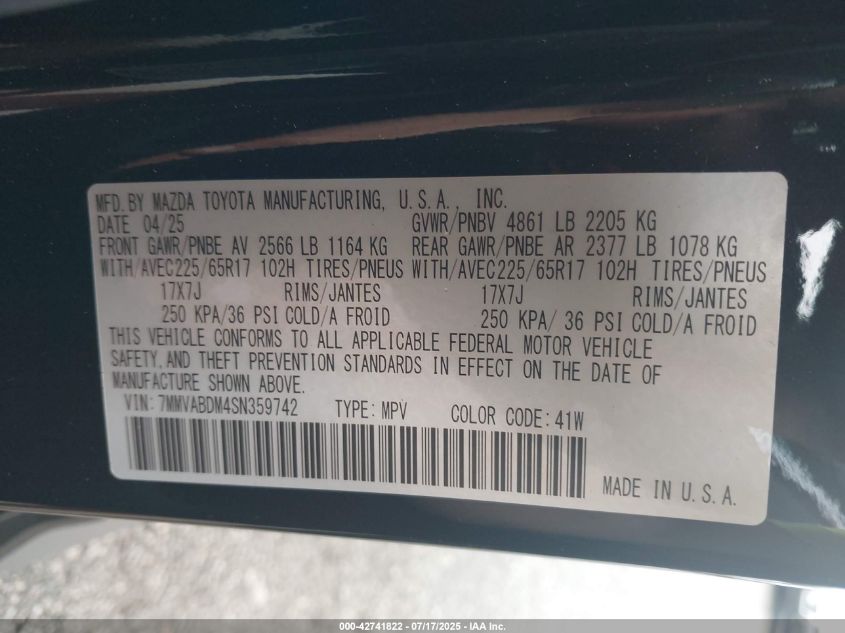 MFD. BY MAZDA TOYOTA MANUFACTURING, U.S.A., INC.
DATE 04/25 GVWR/PNBV 4861 LB 2205 KG
FRONT GAWR/PNBE AV 2566 LB 1164 KG REAR GAWR/PNBE AR 2377 LB 1078 KG
WITH/AVEC225/65R17 102H TIRES/PNEUS WITH/AVEC225/65R17 102H TIRES/PNEUS
17X7J RIMS/JANTES 17X7J RIMS/JANTES
250 KPA/36 PSI COLD/A FROID 250 KPA/ 36 PSI COLD/A FROID
THIS VEHICLE CONFORMS TO ALL APPLICABLE FEDERAL MOTOR VEHICLE
SAFETY, AND THEFT PREVENTION STANDARDS IN EFFECT ON THE DATE OF
MANUFACTURE SHOWN ABOVE.
VIN: 7MMVABDM4SN359742 TYPE: MPV COLOR CODE: 41W
MADE IN U.S.A.
000-42741822 - 07/17/2025 - IAA Inc.